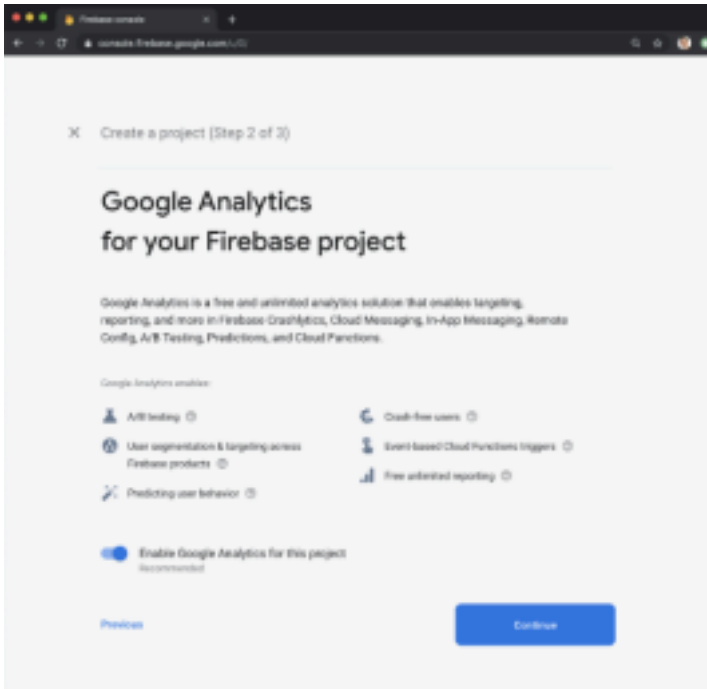 Firebase console
console.firebase.google.com/u/0/
Create a project (Step 2 of 3)
Google Analytics
for your Firebase project
Google Analytics is a free and unlimited analytics solution that enables targeting,
reporting, and more in Firebase Crashlytics, Cloud Messaging, In-App Messaging, Remote
Config, A/B Testing, Predictions, and Cloud Functions.
Google Analytics enables:
A/B testing
Crash-free users
User segmentation & targeting across
Firebase products
Event-based Cloud Functions triggers
Predicting user behavior
Free unlimited reporting
Enable Google Analytics for this project
Recommended
Previous
Continue